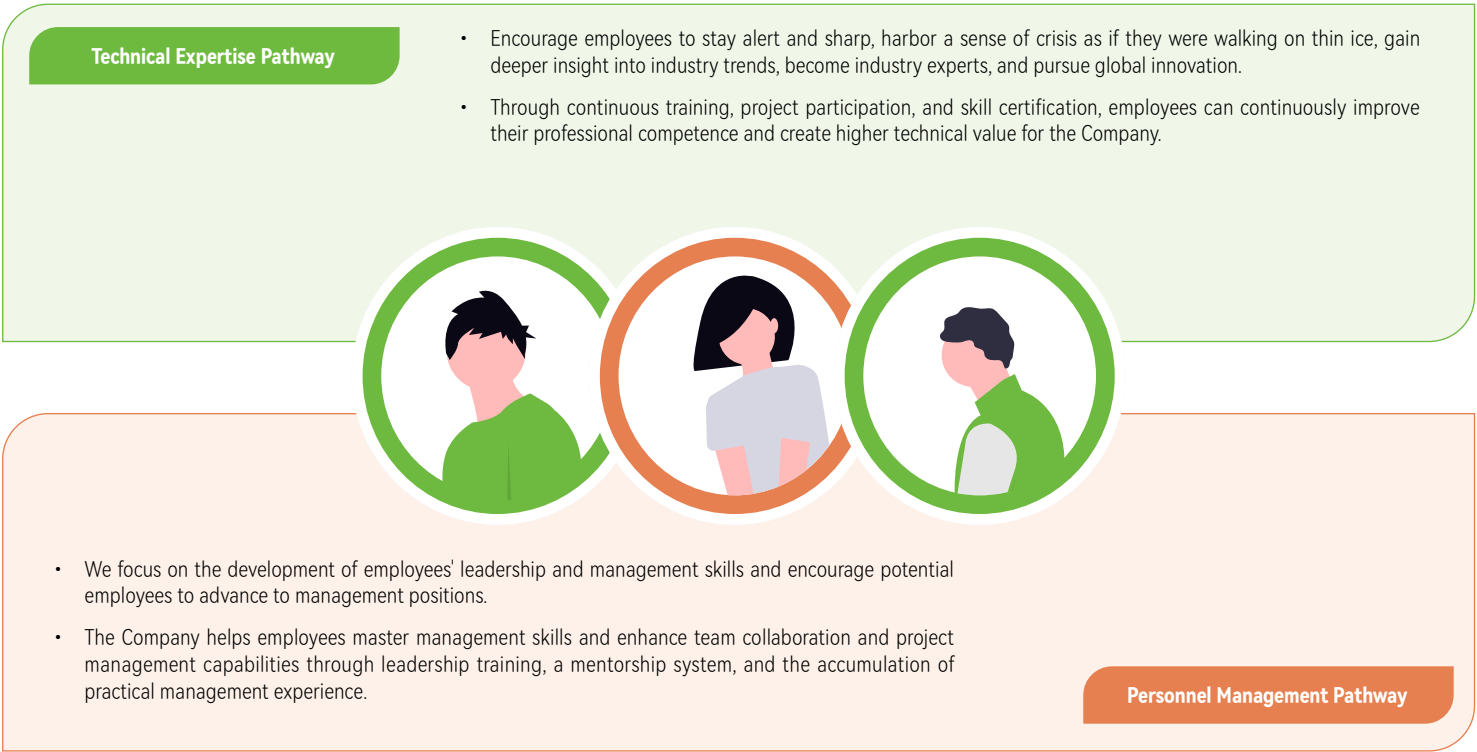 Technical Expertise Pathway
• Encourage employees to stay alert and sharp, harbor a sense of crisis as if they were walking on thin ice, gain
deeper insight into industry trends, become industry experts, and pursue global innovation.
• Through continuous training, project participation, and skill certification, employees can continuously improve
their professional competence and create higher technical value for the Company.
• We focus on the development of employees' leadership and management skills and encourage potential
employees to advance to management positions.
• The Company helps employees master management skills and enhance team collaboration and project
management capabilities through leadership training, a mentorship system, and the accumulation of
practical management experience.
Personnel Management Pathway